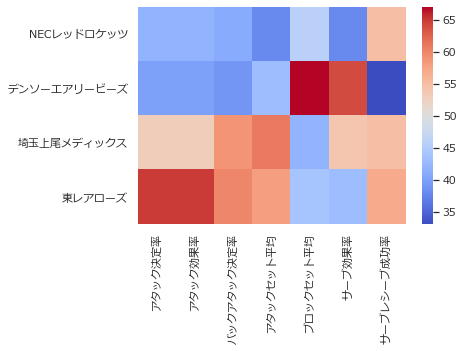 NECレッドロケッツ
デンソーエアリービーズ
埼玉上尾メディックス
東レアローズ
アタック決定率
アタック効果率
バックアタック決定率
アタックセット平均
ブロックセット平均
サーブ効果率
サーブレシーブ成功率
65
60
55
50
45
40
35